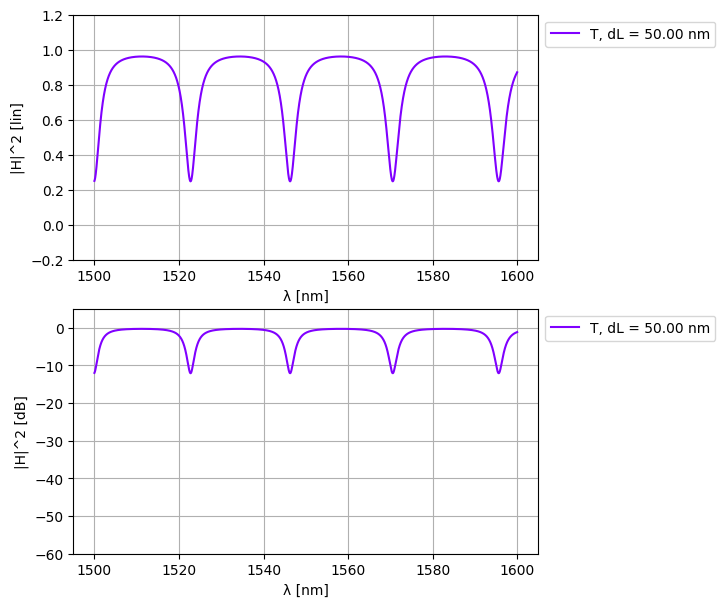 1.2
1.0
0.8
0.6
0.4
0.2
0.0
−0.2
|H|^2 [lin]
1500 1520 1540 1560 1580 1600
λ [nm]
T, dL = 50.00 nm
0
−10
−20
−30
−40
−50
−60
|H|^2 [dB]
1500 1520 1540 1560 1580 1600
λ [nm]
T, dL = 50.00 nm